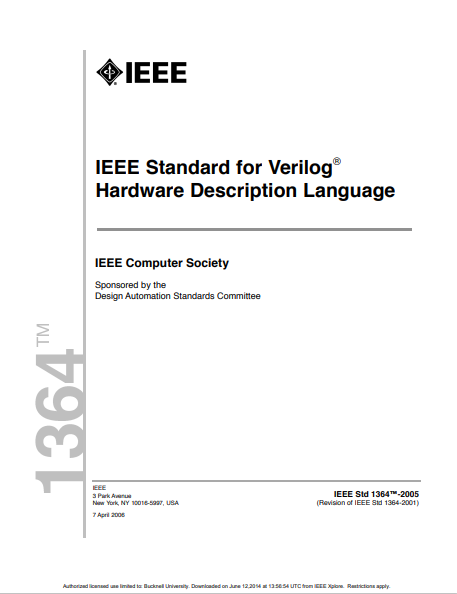 IEEE
IEEE Standard for Verilog®
Hardware Description Language
IEEE Computer Society
Sponsored by the
Design Automation Standards Committee
1364™
IEEE
3 Park Avenue
New York, NY 10016-5997, USA
7 April 2006
IEEE Std 1364™-2005
(Revision of IEEE Std 1364-2001)
Authorized licensed use limited to: Bucknell University. Downloaded on June 12,2014 at 13:56:54 UTC from IEEE Xplore. Restrictions apply.